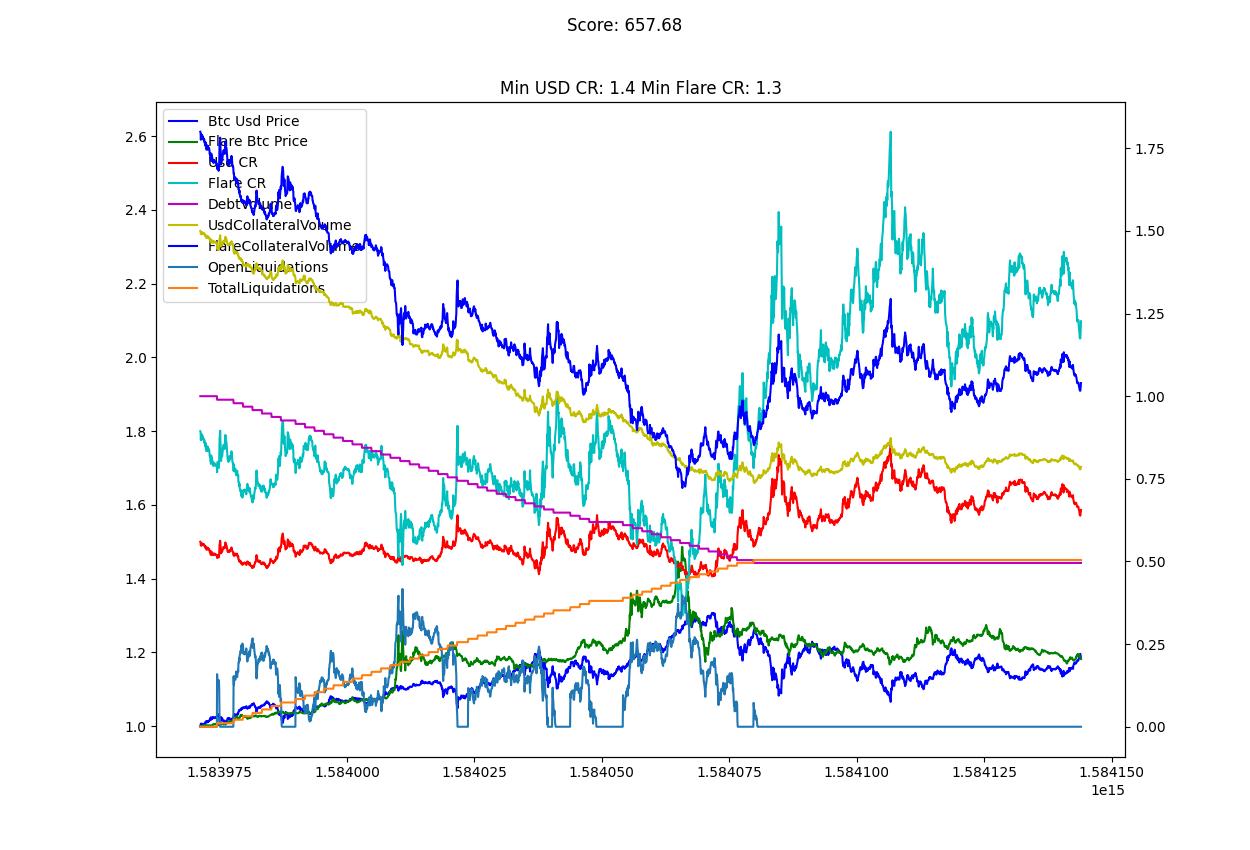 Score: 657.68
Min USD CR: 1.4 Min Flare CR: 1.3
Btc Usd Price
Flare Btc Price
Usd CR
Flare CR
DebtVolume
UsdCollateralVolume
FlareCollateralVolume
OpenLiquidations
TotalLiquidations
2.6
2.4
2.2
2.0
1.8
1.6
1.4
1.2
1.0
1.75
1.50
1.25
1.00
0.75
0.50
0.25
0.00
1.583975 1.584000 1.584025 1.584050 1.584075 1.584100 1.584125 1.584150
1e15